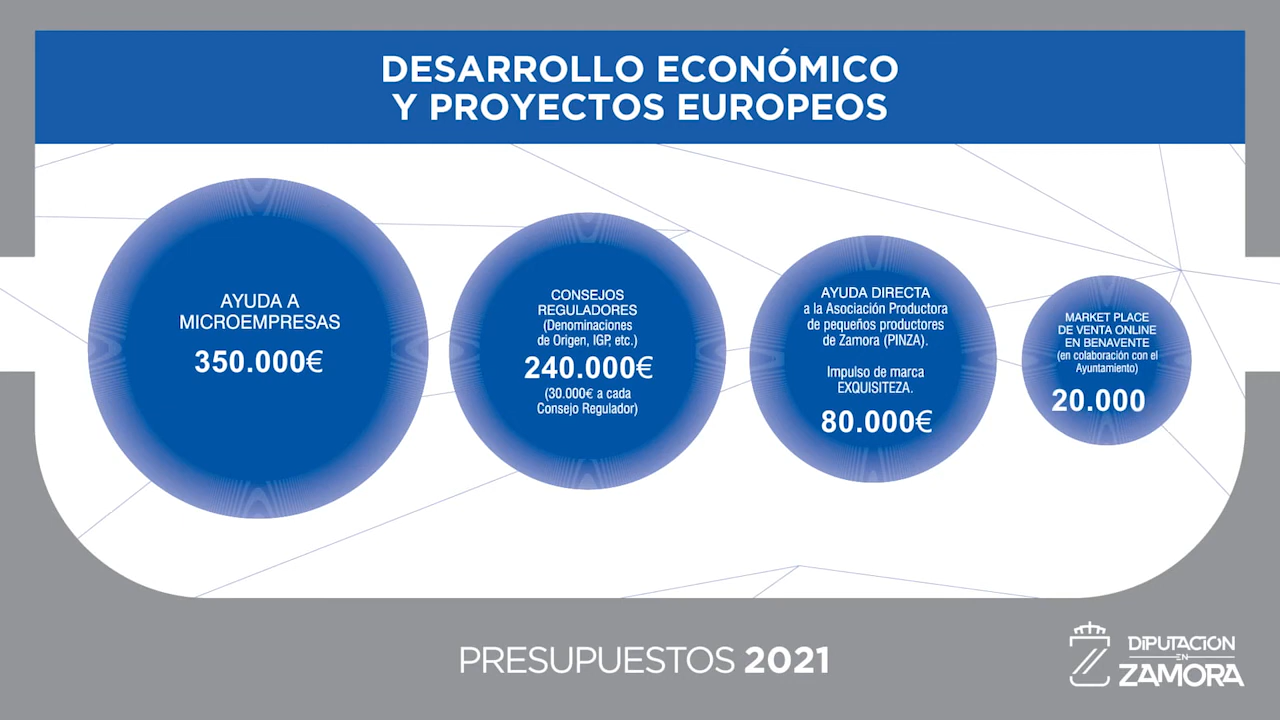 DESARROLLO ECONÓMICO
Y PROYECTOS EUROPEOS
AYUDA A
MICROEMPRESAS
350.000€
CONSEJOS
REGULADORES
(Denominaciones
de Origen, IGP, etc.)
240.000€
(30.000€ a cada
Consejo Regulador)
AYUDA DIRECTA
a la Asociación Productora
de pequeños productores
de Zamora (PINZA).
Impulso de marca
EXQUISITEZA.
80.000€
MARKET PLACE
DE VENTA ONLINE
EN BENAVENTE
(en colaboración con el
Ayuntamiento)
20.000
PRESUPUESTOS 2021
DIPUTACIÓN
EN
ZAMORA